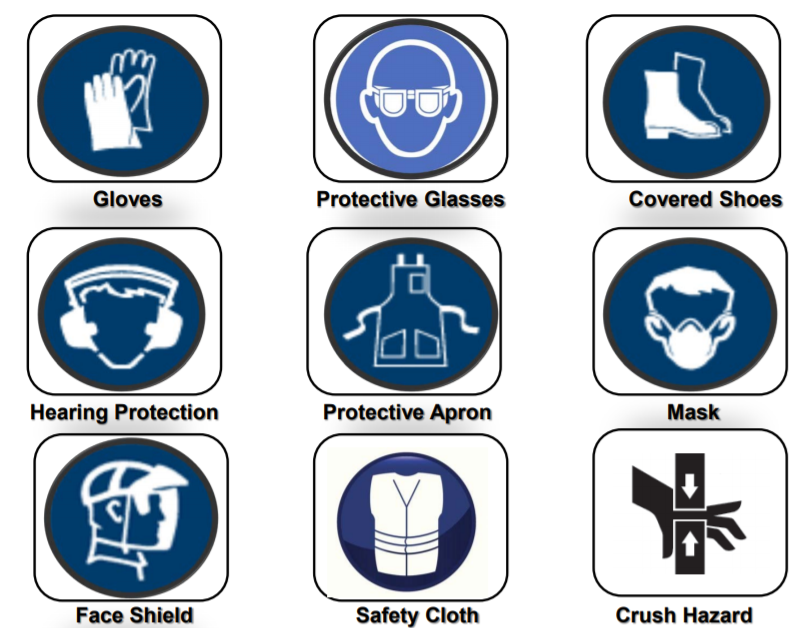 Gloves
Protective Glasses
Covered Shoes
Hearing Protection
Protective Apron
Mask
Face Shield
Safety Cloth
Crush Hazard